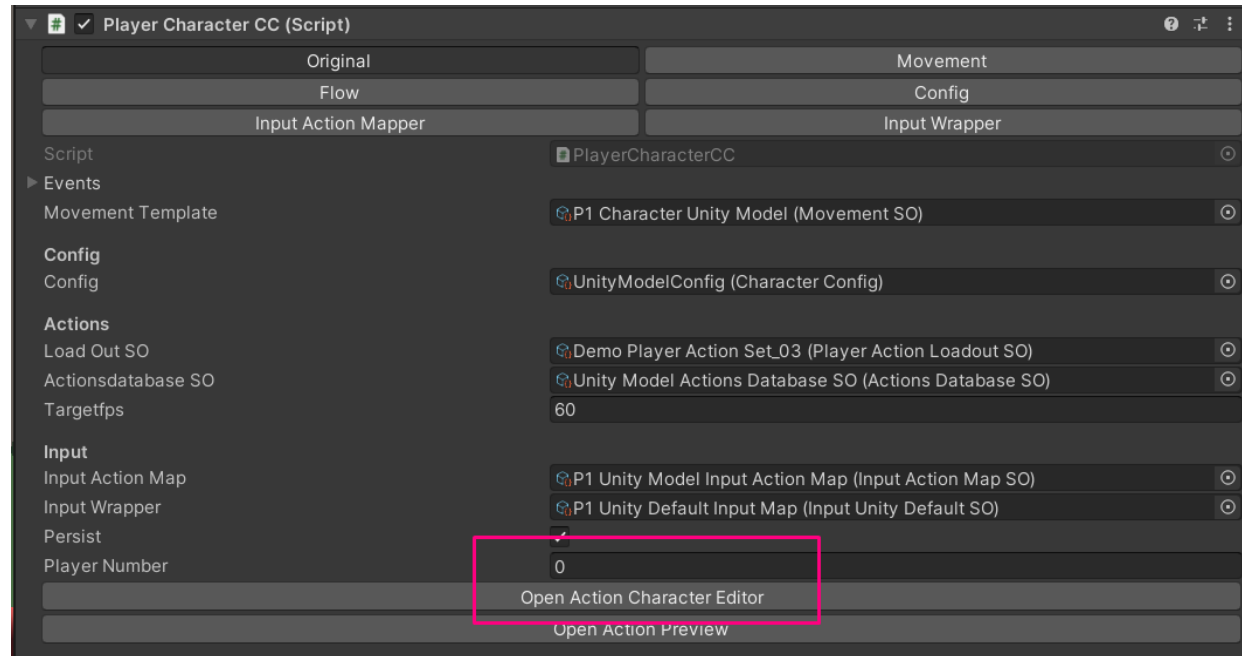 Player Character CC (Script)
Original Movement
Flow Config
Input Action Mapper Input Wrapper
Script PlayerCharacterCC
Events
Movement Template P1 Character Unity Model (Movement SO)
Config
Config UnityModelConfig (Character Config)
Actions
Load Out SO Demo Player Action Set_03 (Player Action Loadout SO)
Actionsdatabase SO Unity Model Actions Database SO (Actions Database SO)
Targetfps 60
Input
Input Action Map P1 Unity Model Input Action Map (Input Action Map SO)
Input Wrapper P1 Unity Default Input Map (Input Unity Default SO)
Persist
Player Number 0
Open Action Character Editor
Open Action Preview